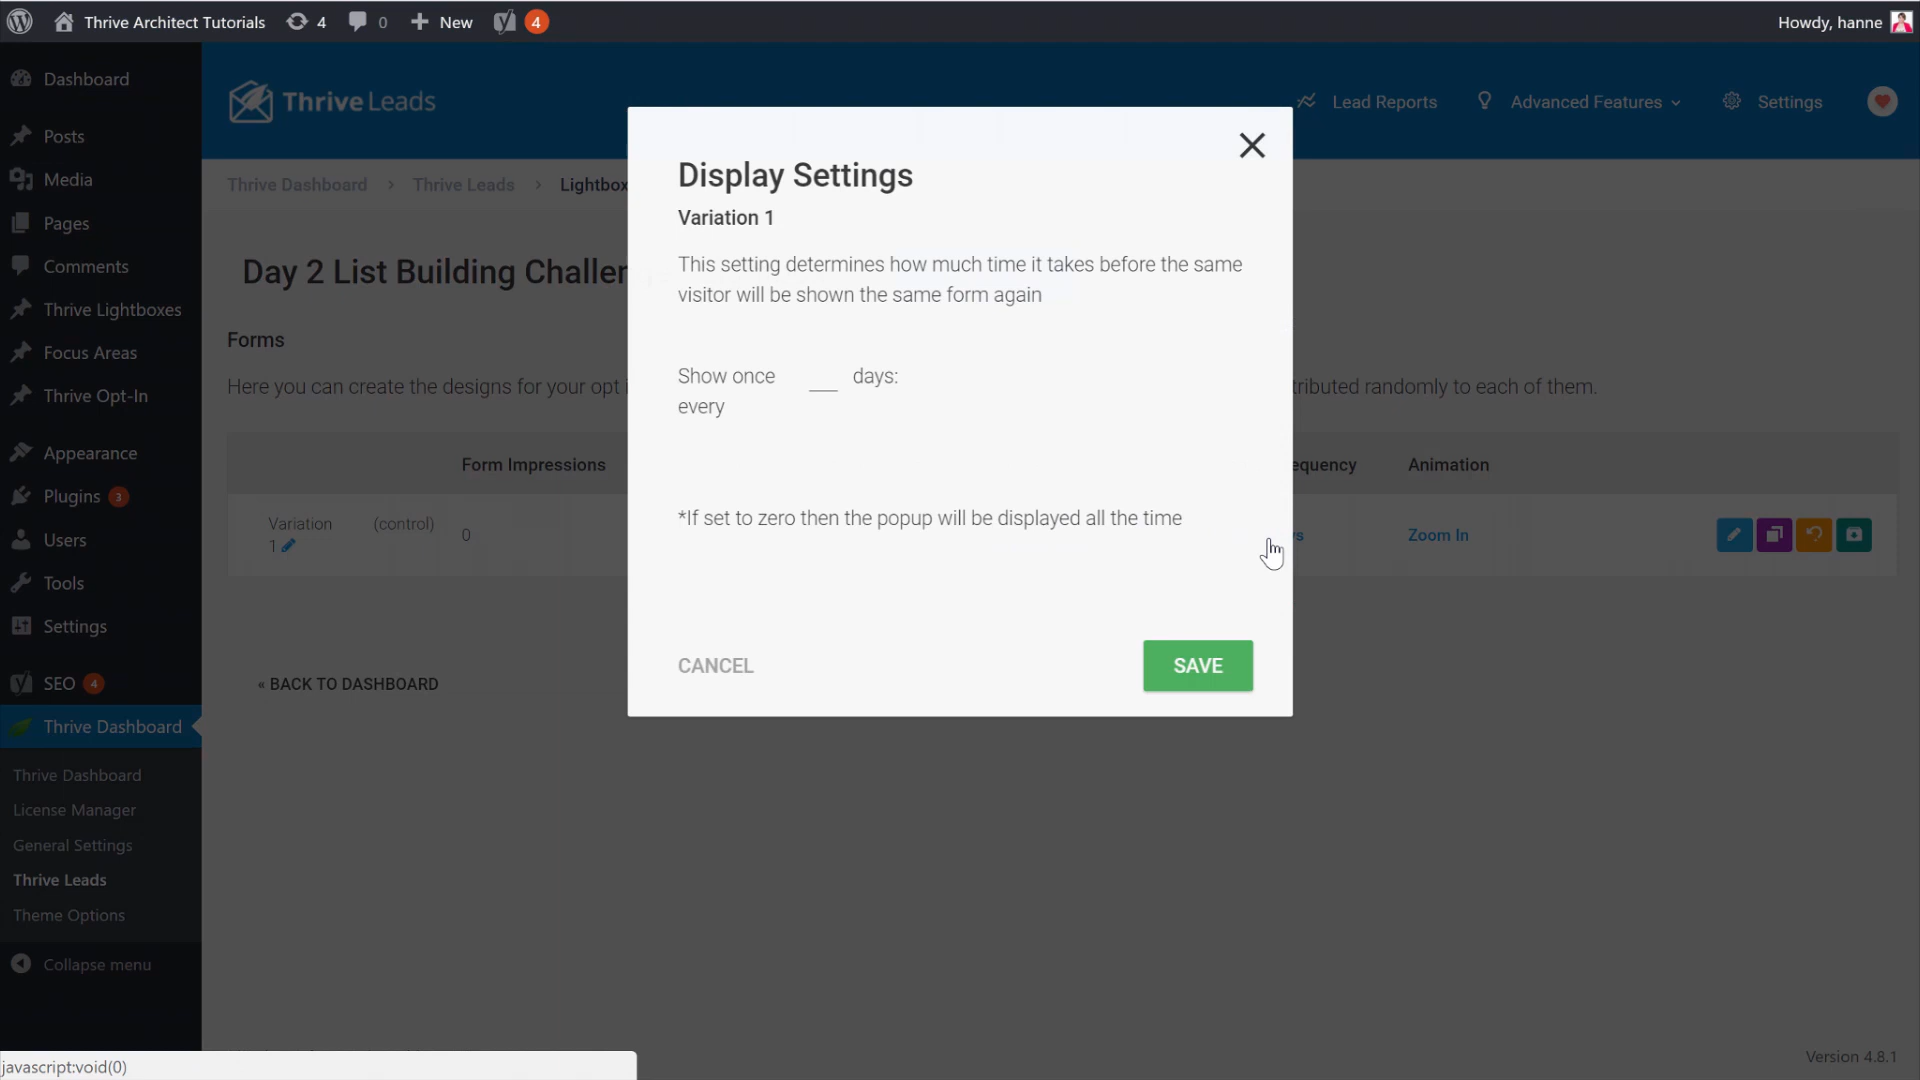 Thrive Architect Tutorials
4
0
New
4
Howdy, hanne
Dashboard
Posts
Media
Pages
Comments
Thrive Lightboxes
Focus Areas
Thrive Opt-In
Appearance
Plugins 3
Users
Tools
Settings
SEO 4
Thrive Dashboard
Thrive Dashboard
License Manager
General Settings
Thrive Leads
Theme Options
Collapse menu
Thrive Leads
Lead Reports
Advanced Features
Settings
Thrive Dashboard > Thrive Leads > Lightbox
Day 2 List Building Challen
Forms
Here you can create the designs for your opt i
tributed randomly to each of them.
Form Impressions
equency
Animation
Variation (control)
1
0
ys
Zoom In
« BACK TO DASHBOARD
Display Settings
Variation 1
This setting determines how much time it takes before the same
visitor will be shown the same form again
Show once ___ days:
every
*If set to zero then the popup will be displayed all the time
CANCEL
SAVE
Version 4.8.1
javascript:void(0)